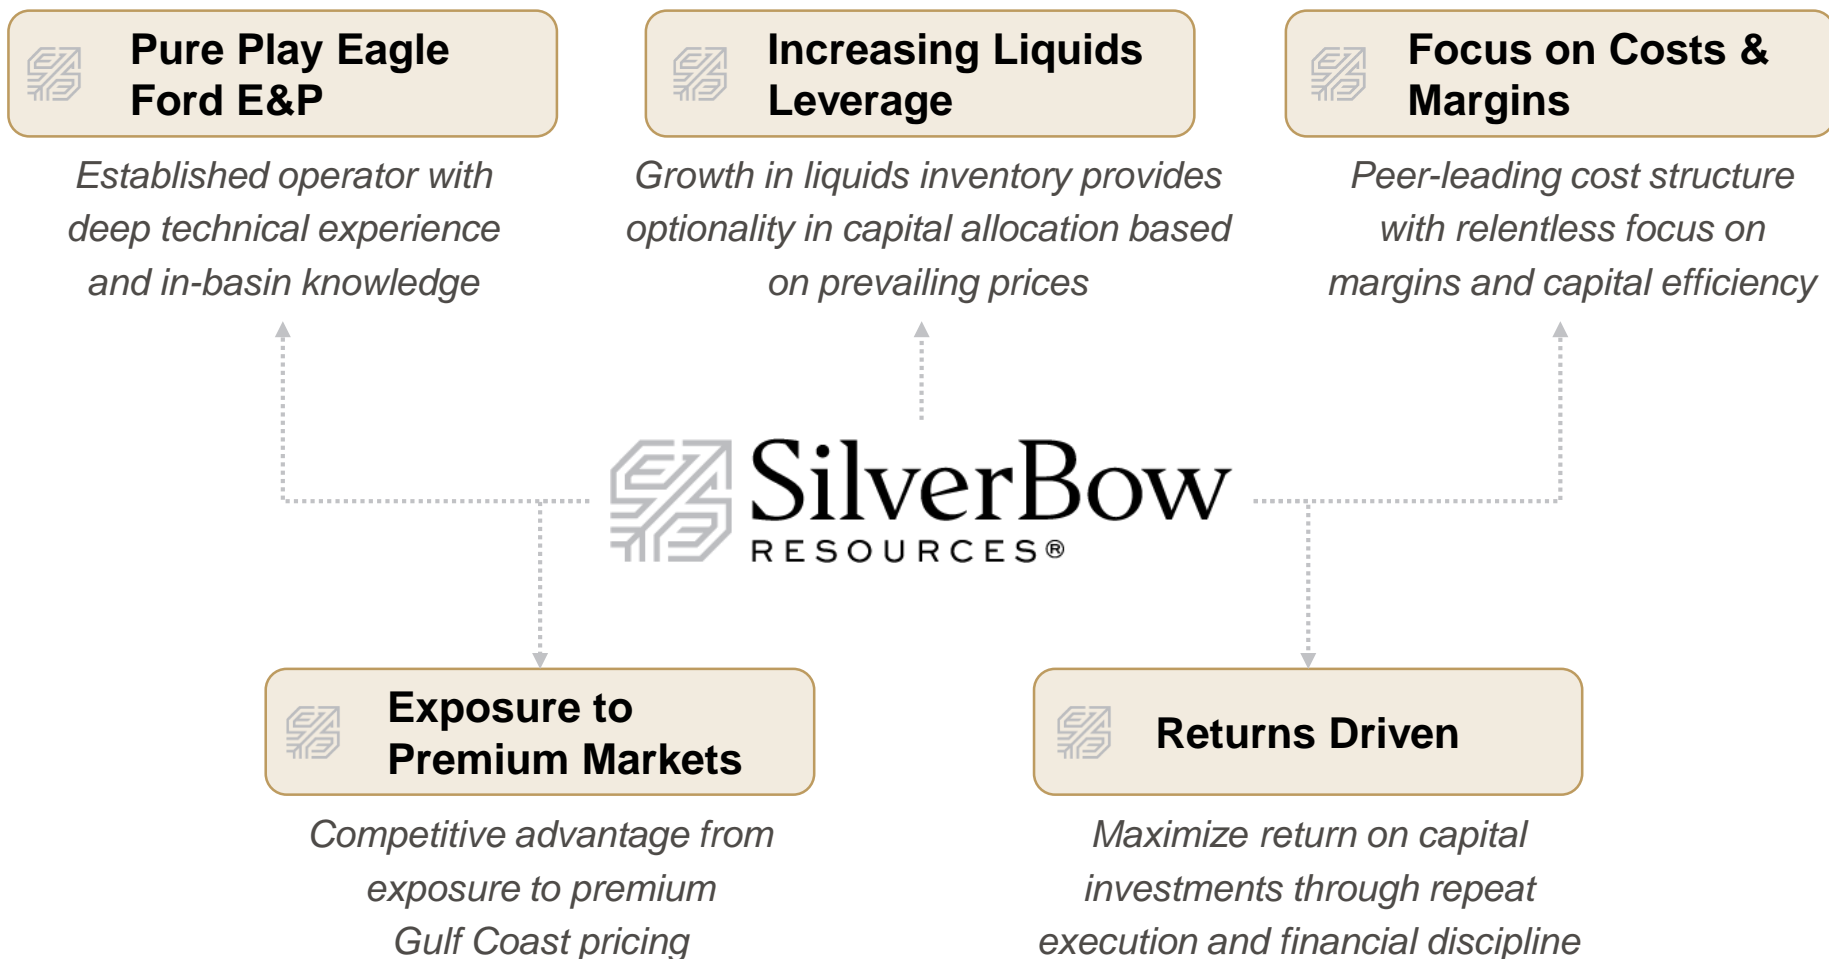 Pure Play Eagle
Ford E&P
Established operator with
deep technical experience
and in-basin knowledge
Increasing Liquids
Leverage
Growth in liquids inventory provides
optionality in capital allocation based
on prevailing prices
Focus on Costs &
Margins
Peer-leading cost structure
with relentless focus on
margins and capital efficiency
SilverBow
RESOURCES®
Exposure to
Premium Markets
Competitive advantage from
exposure to premium
Gulf Coast pricing
Returns Driven
Maximize return on capital
investments through repeat
execution and financial discipline